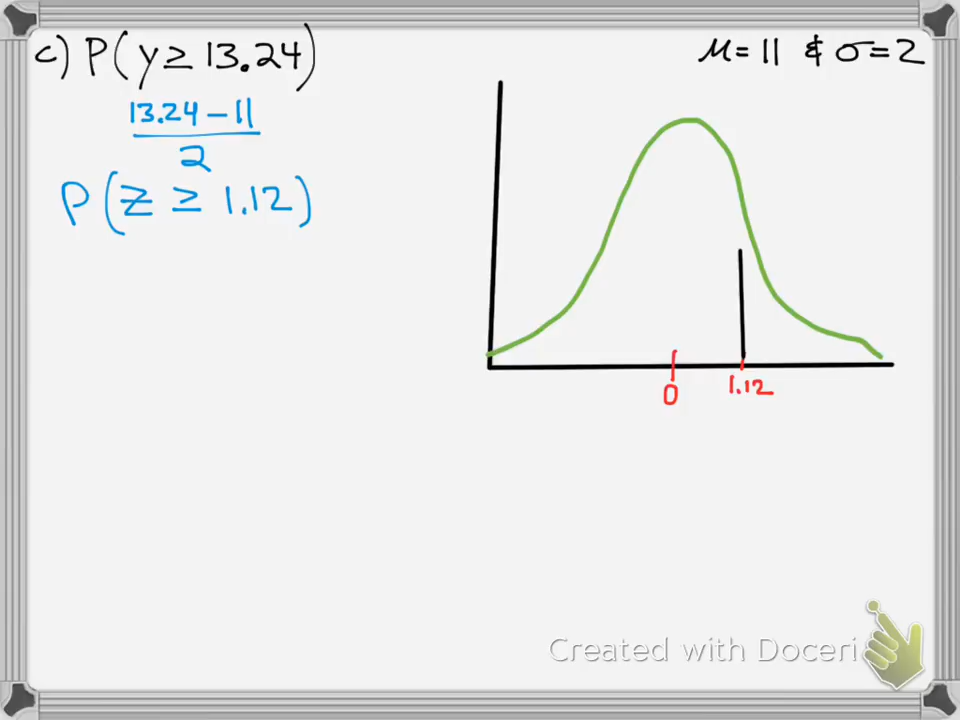 c) P(y ≥ 13.24)
μ = 11 & σ = 2
13.24 − 11
2
P(z ≥ 1.12)
0
1.12
Created with Doceri